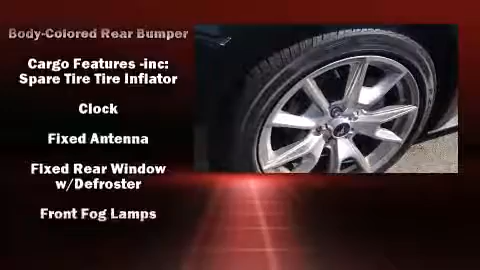 Body-Colored Rear Bumper
Cargo Features -inc:
Spare Tire Tire Inflator
Clock
Fixed Antenna
Fixed Rear Window
w/Defroster
Front Fog Lamps